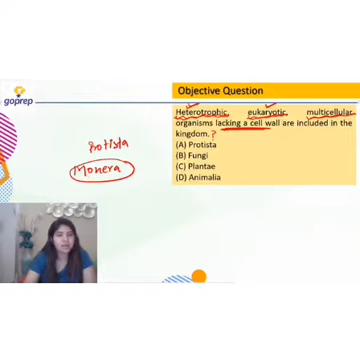 goprep
Objective Question
Heterotrophic, eukaryotic, multicellular
organisms lacking a cell wall are included in the
kingdom. ?
(A) Protista
(B) Fungi
(C) Plantae
(D) Animalia
Protista
Monera